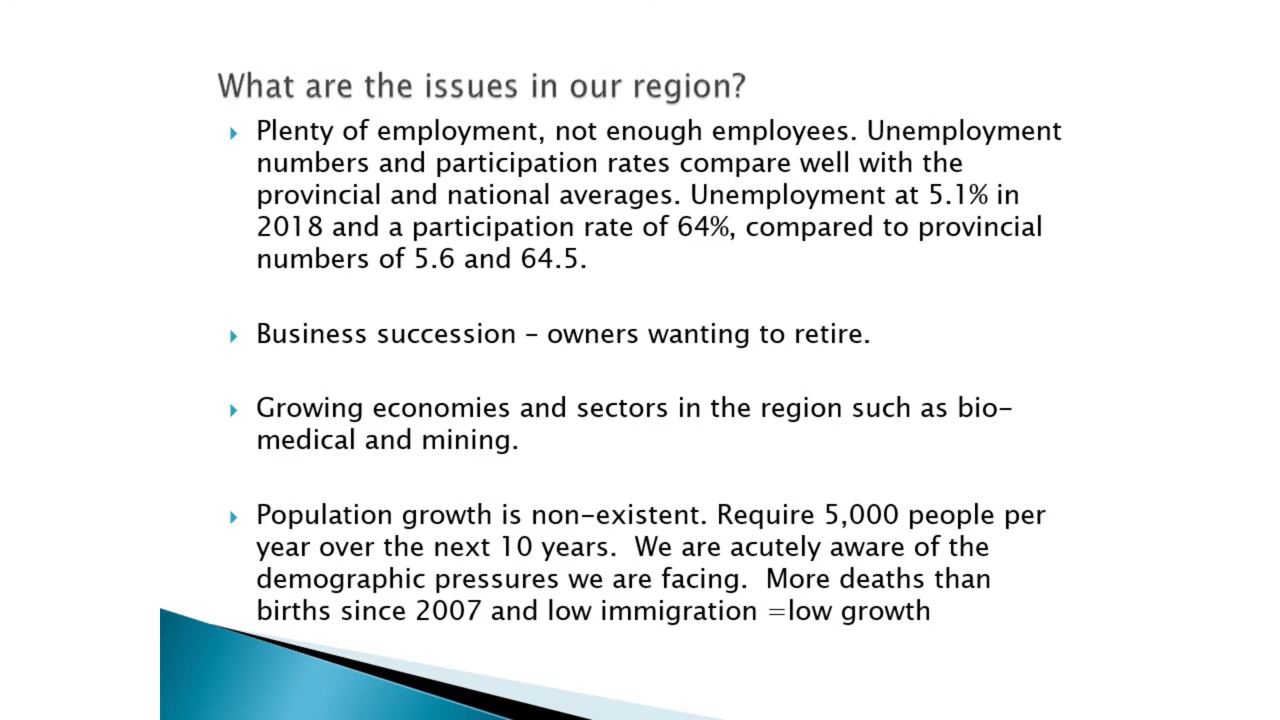 What are the issues in our region?
Plenty of employment, not enough employees. Unemployment
numbers and participation rates compare well with the
provincial and national averages. Unemployment at 5.1% in
2018 and a participation rate of 64%, compared to provincial
numbers of 5.6 and 64.5.
Business succession – owners wanting to retire.
Growing economies and sectors in the region such as bio-
medical and mining.
Population growth is non-existent. Require 5,000 people per
year over the next 10 years.  We are acutely aware of the
demographic pressures we are facing.  More deaths than
births since 2007 and low immigration =low growth